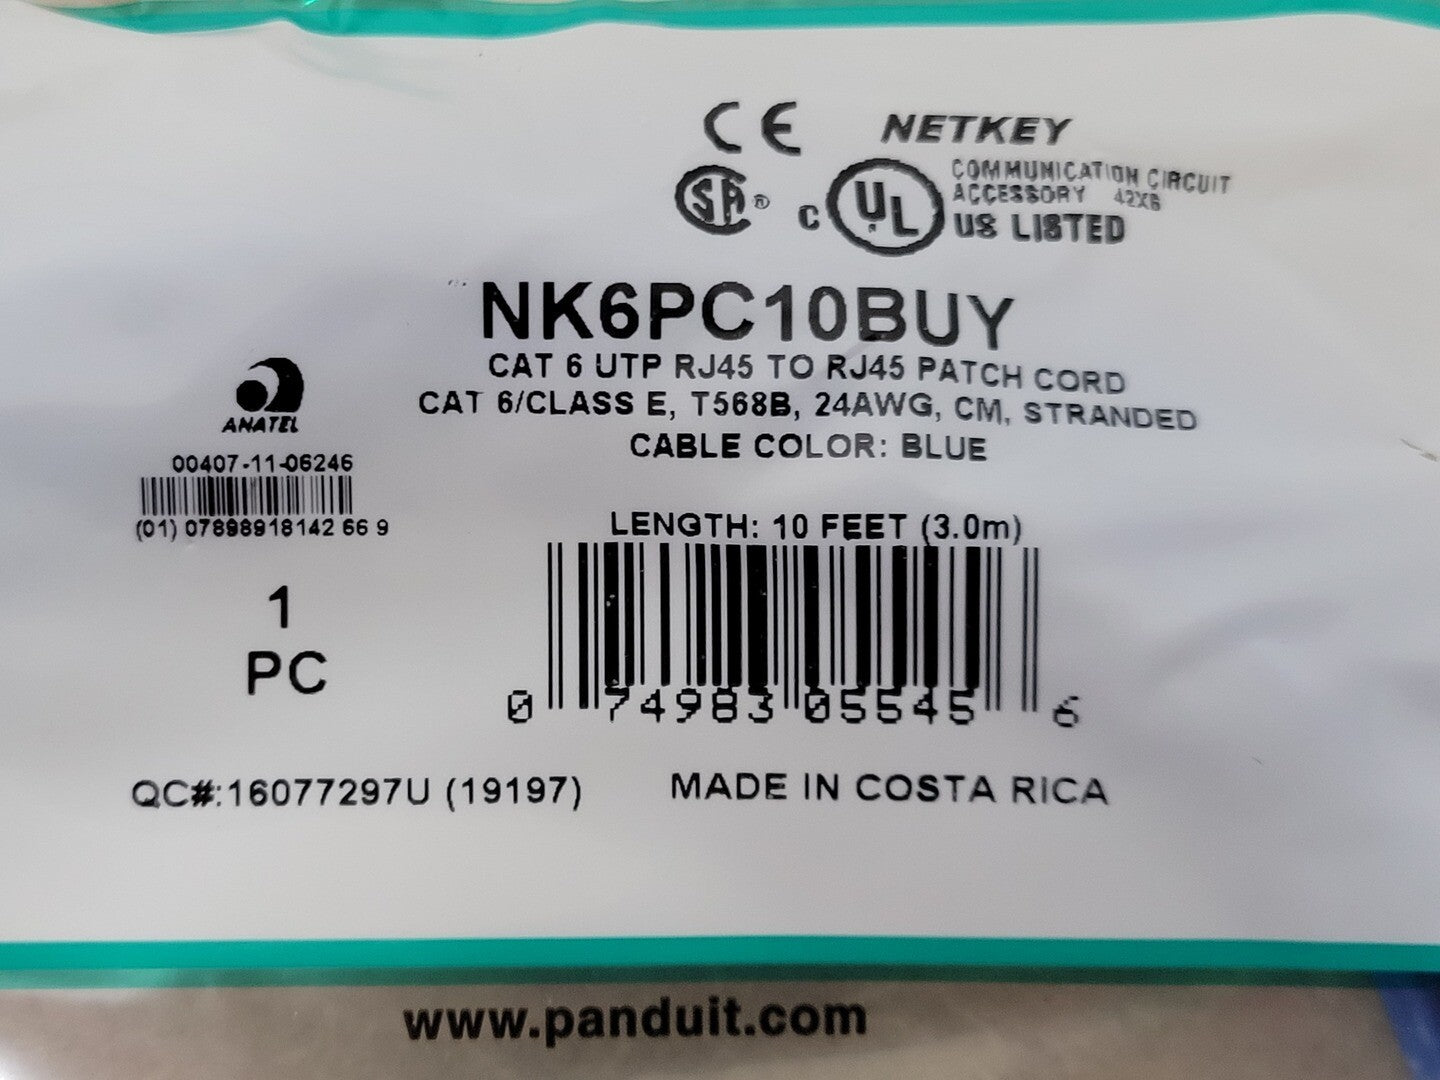 CE NETKEY
SA® C UL® COMMUNICATION CIRCUIT
ACCESSORY 42X6
US LISTED
NK6PC10BUY
CAT 6 UTP RJ45 TO RJ45 PATCH CORD
CAT 6/CLASS E, T568B, 24AWG, CM, STRANDED
CABLE COLOR: BLUE
ANATEL
00407-11-06246
(01) 07898918142 66 9
LENGTH: 10 FEET (3.0m)
1
PC
0 74983 05545 6
QC#:16077297U (19197) MADE IN COSTA RICA
www.panduit.com